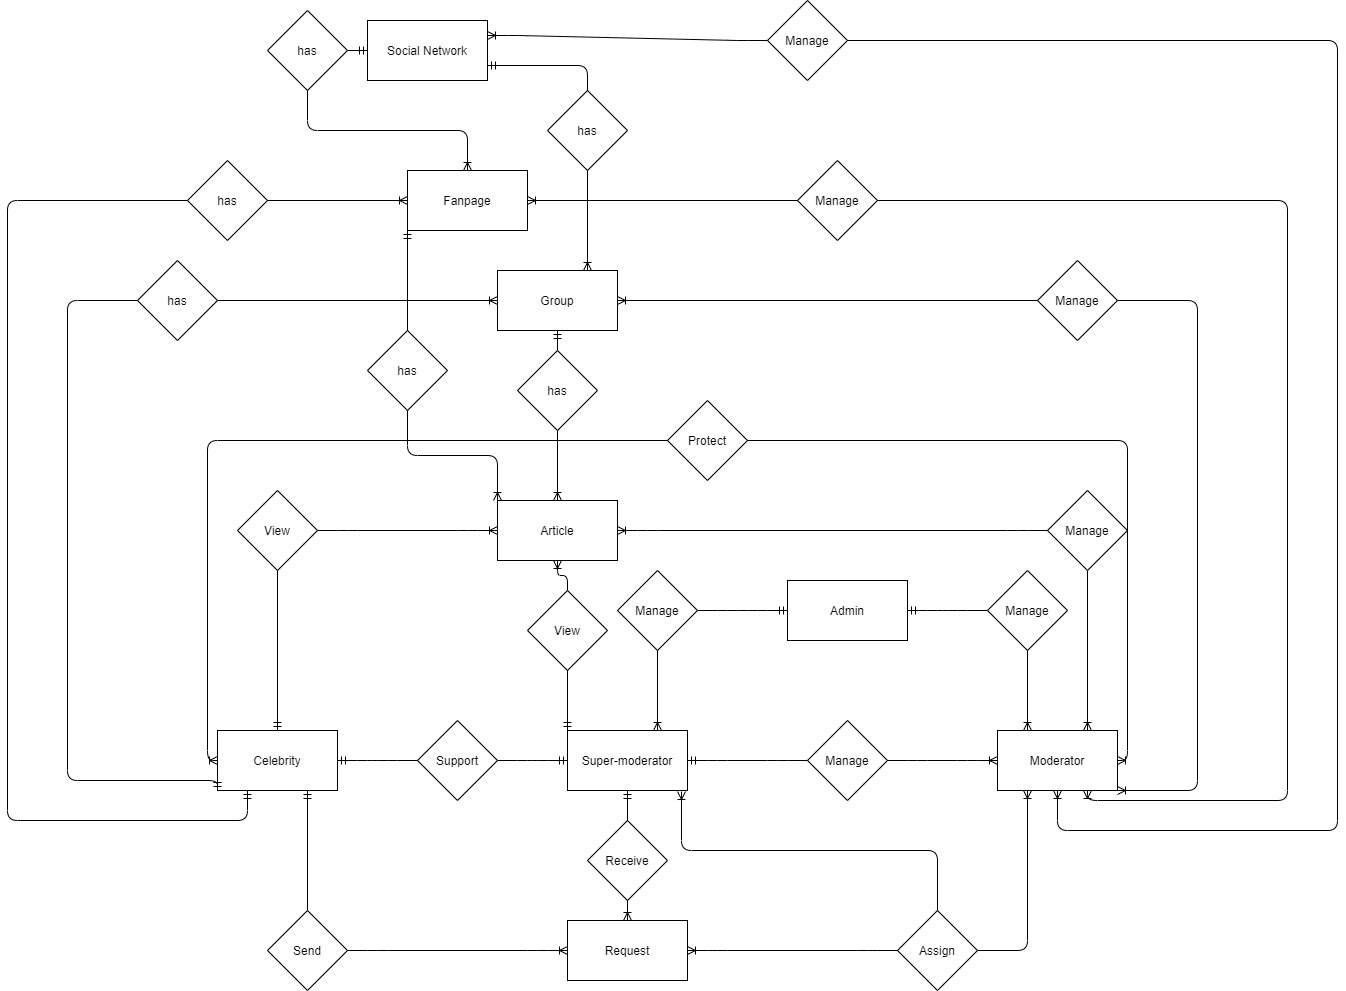 has
Social Network
Manage
has
has
Fanpage
Manage
has
Group
Manage
has
has
Protect
View
Article
Manage
View
Manage
Admin
Manage
Celebrity
Support
Super-moderator
Manage
Moderator
Receive
Send
Request
Assign